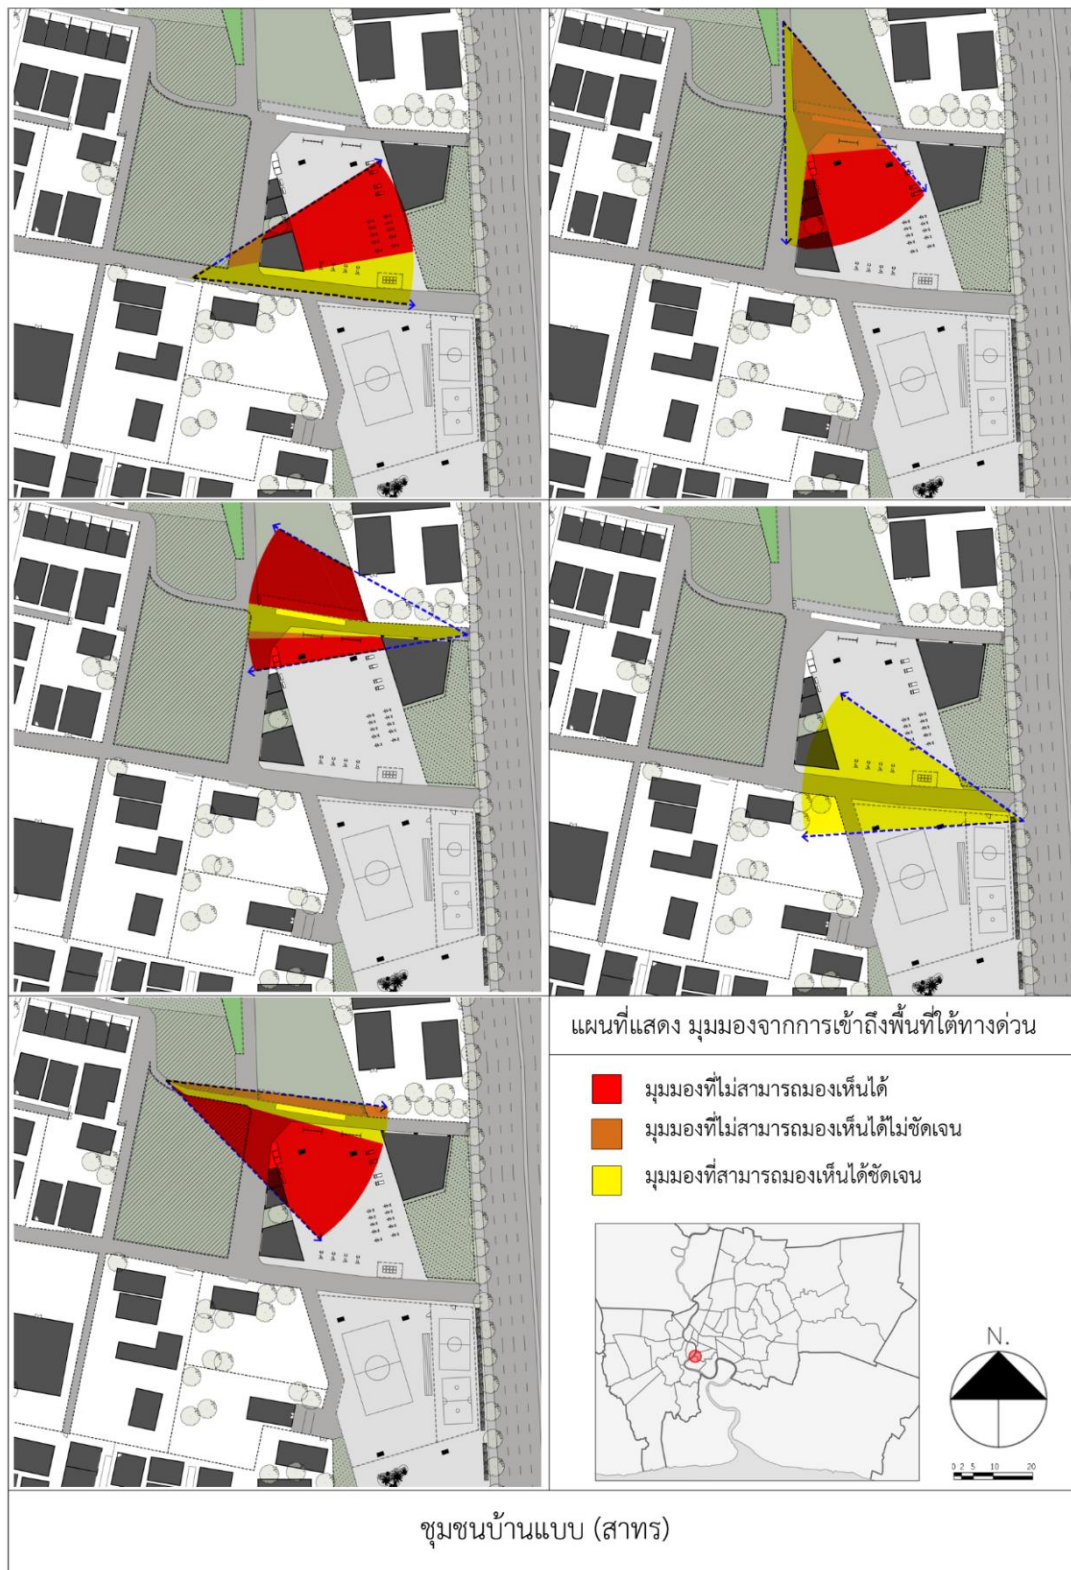 แผนที่แสดง มุมมองจากการเข้าถึงพื้นที่ใต้ทางด่วน
มุมมองที่ไม่สามารถมองเห็นได้
มุมมองที่ไม่สามารถมองเห็นได้ไม่ชัดเจน
มุมมองที่สามารถมองเห็นได้ชัดเจน
N.
0 2 5 10 20
ชุมชนบ้านแบบ (สาทร)